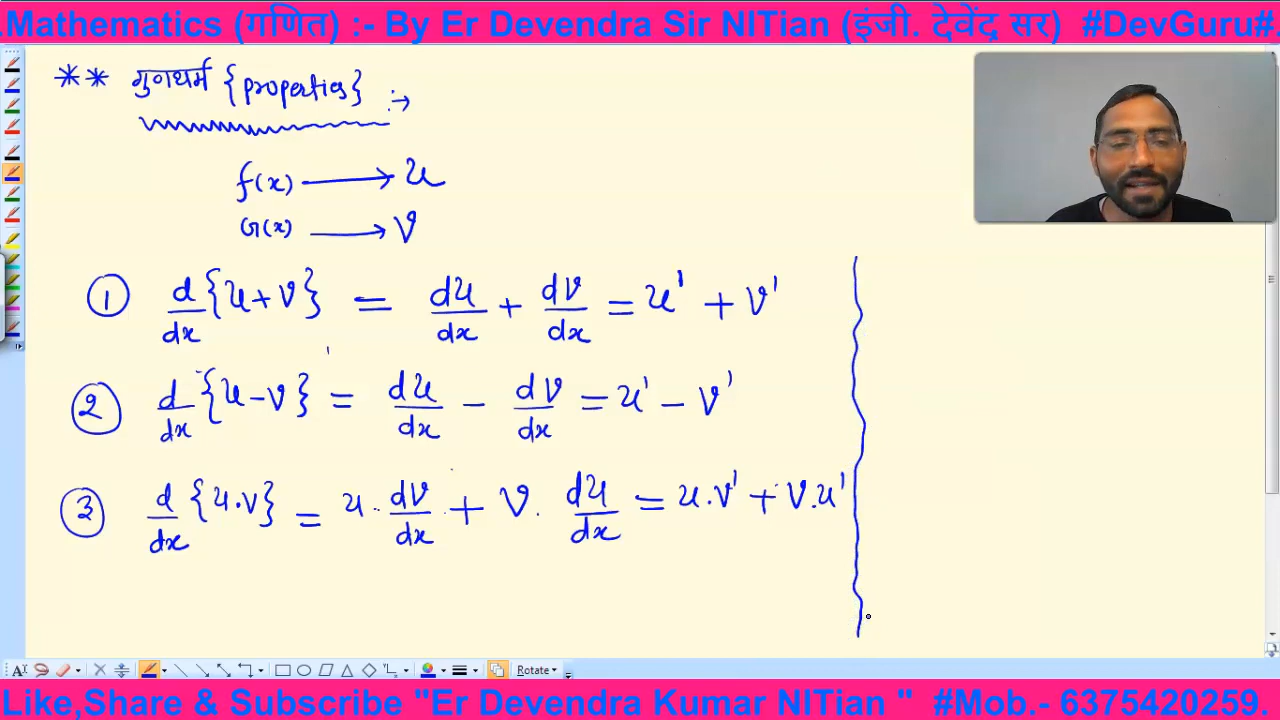 .Mathematics (गणित) :- By Er Devendra Sir NITian (इंजी. देवेंद्र सर) #DevGuru#.
** गुणधर्म {properties} :→
f(x) ⟶ u
G(x) ⟶ v
① d/dx {u+v} = du/dx + dv/dx = u' + v'
② d/dx {u-v} = du/dx - dv/dx = u' - v'
③ d/dx {u.v} = u . dv/dx + v . du/dx = u.v' + v.u'
Rotate
Like,Share & Subscribe "Er Devendra Kumar NITian " #Mob.- 6375420259.